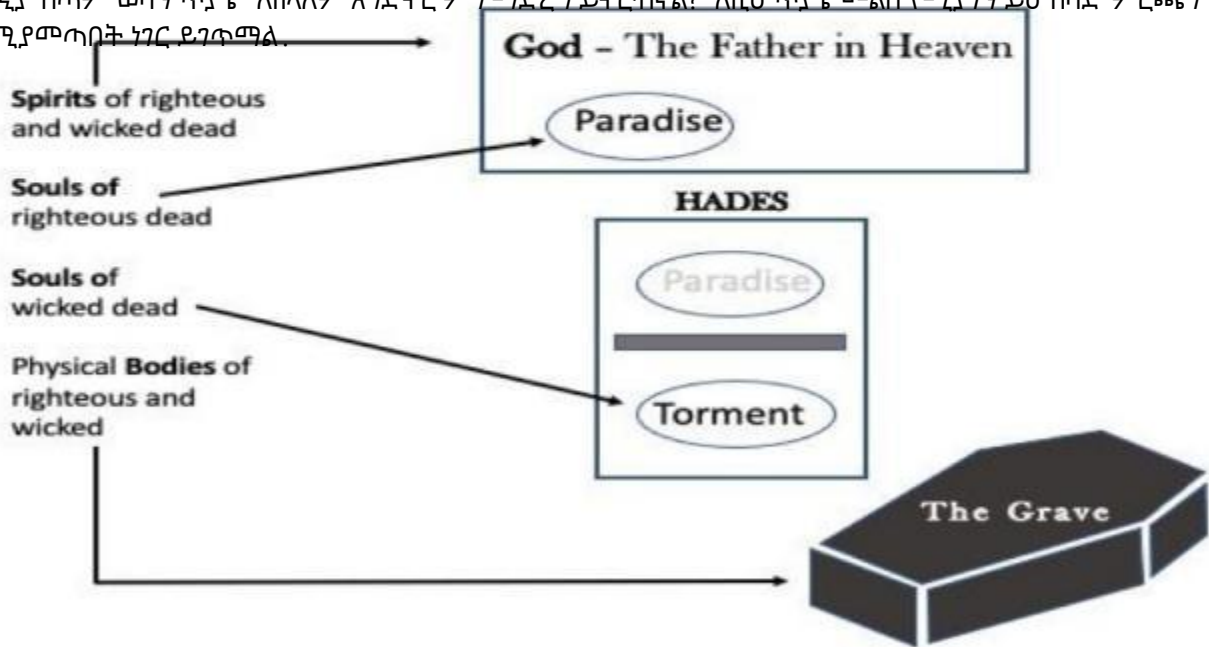 ሚያመጣበት ነገር ይገጥማል.
God – The Father in Heaven
Paradise
Spirits of righteous
and wicked dead
Souls of
righteous dead
Souls of
wicked dead
Physical Bodies of
righteous and
wicked
HADES
Paradise
Torment
The Grave